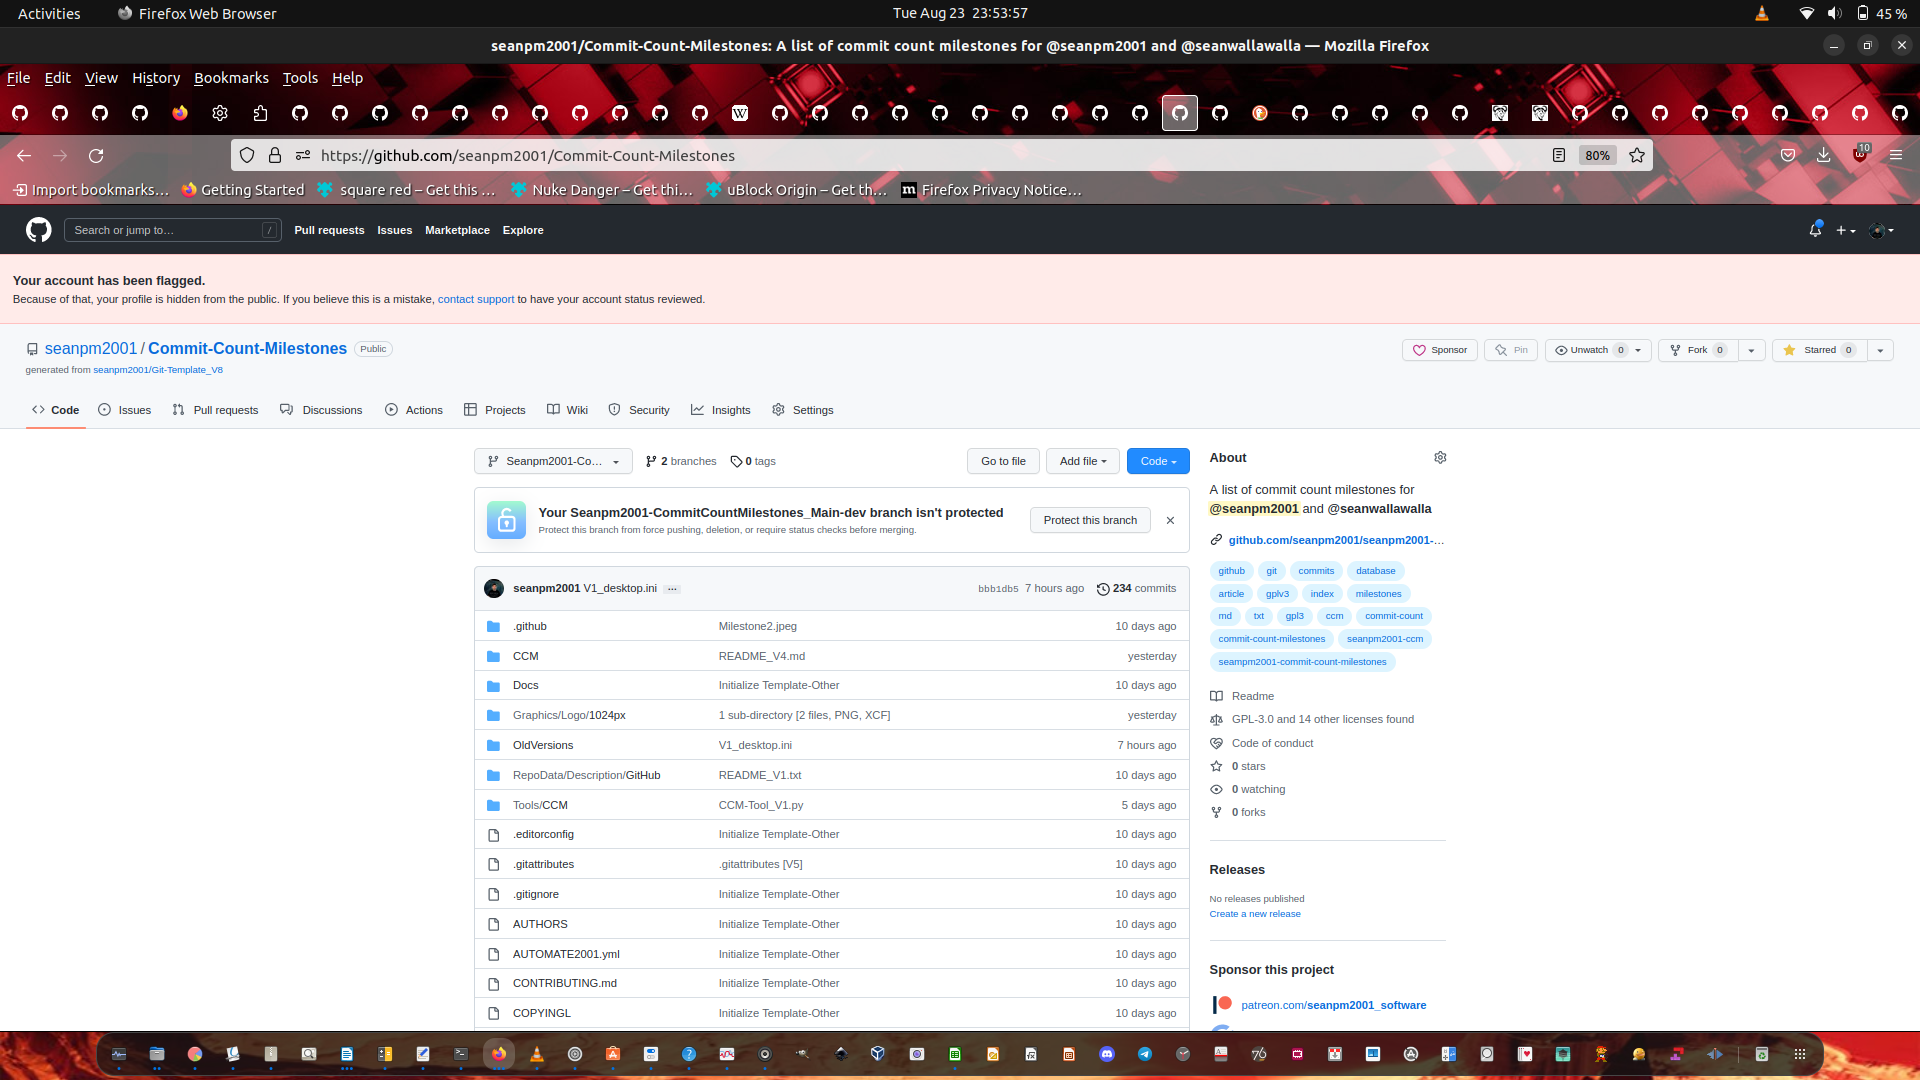 Activities Firefox Web Browser Tue Aug 23 23:53:57 45 %
seanpm2001/Commit-Count-Milestones: A list of commit count milestones for @seanpm2001 and @seanwallawalla — Mozilla Firefox
File Edit View History Bookmarks Tools Help
https://github.com/seanpm2001/Commit-Count-Milestones 80% 10
Import bookmarks… Getting Started square red – Get this … Nuke Danger – Get thi… uBlock Origin – Get th… Firefox Privacy Notice…
Search or jump to… / Pull requests Issues Marketplace Explore
Your account has been flagged.
Because of that, your profile is hidden from the public. If you believe this is a mistake, contact support to have your account status reviewed.
seanpm2001 / Commit-Count-Milestones Public Sponsor Pin Unwatch 0 Fork 0 Starred 0
generated from seanpm2001/Git-Template_V8
Code Issues Pull requests Discussions Actions Projects Wiki Security Insights Settings
Seanpm2001-Co… 2 branches 0 tags Go to file Add file Code
Your Seanpm2001-CommitCountMilestones_Main-dev branch isn't protected
Protect this branch from force pushing, deletion, or require status checks before merging.
Protect this branch
seanpm2001 V1_desktop.ini … bbb1db5 7 hours ago 234 commits
.github Milestone2.jpeg 10 days ago
CCM README_V4.md yesterday
Docs Initialize Template-Other 10 days ago
Graphics/Logo/1024px 1 sub-directory [2 files, PNG, XCF] yesterday
OldVersions V1_desktop.ini 7 hours ago
RepoData/Description/GitHub README_V1.txt 10 days ago
Tools/CCM CCM-Tool_V1.py 5 days ago
.editorconfig Initialize Template-Other 10 days ago
.gitattributes .gitattributes [V5] 10 days ago
.gitignore Initialize Template-Other 10 days ago
AUTHORS Initialize Template-Other 10 days ago
AUTOMATE2001.yml Initialize Template-Other 10 days ago
CONTRIBUTING.md Initialize Template-Other 10 days ago
COPYINGL Initialize Template-Other 10 days ago
About
A list of commit count milestones for
@seanpm2001 and @seanwallawalla
github.com/seanpm2001/seanpm2001-…
github git commits database
article gplv3 index milestones
md txt gpl3 ccm commit-count
commit-count-milestones seanpm2001-ccm
seampm2001-commit-count-milestones
Readme
GPL-3.0 and 14 other licenses found
Code of conduct
0 stars
0 watching
0 forks
Releases
No releases published
Create a new release
Sponsor this project
patreon.com/seanpm2001_software